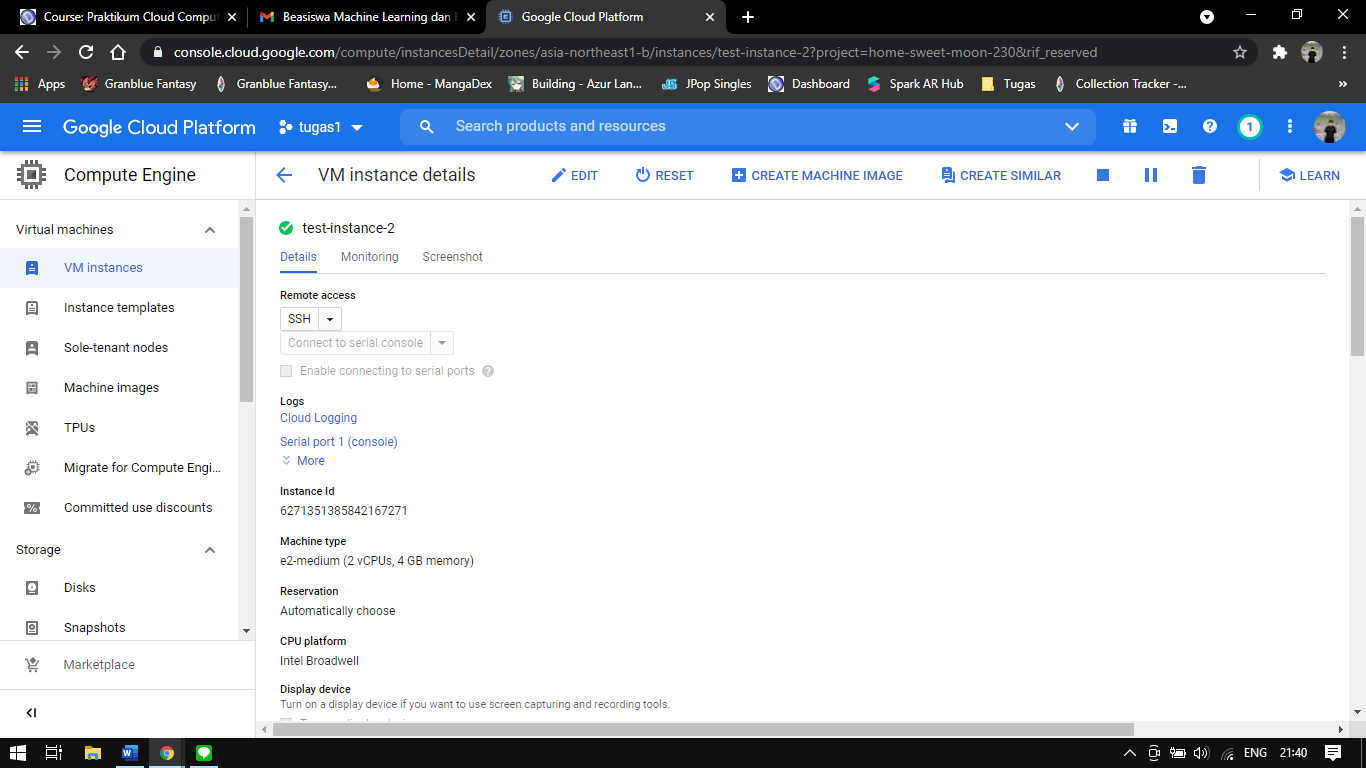 Course: Praktikum Cloud Compu
Beasiswa Machine Learning dan
Google Cloud Platform
console.cloud.google.com/compute/instancesDetail/zones/asia-northeast1-b/instances/test-instance-2?project=home-sweet-moon-230&rif_reserved
Apps
Granblue Fantasy
Granblue Fantasy...
Home - MangaDex
Building - Azur Lan...
JPop Singles
Dashboard
Spark AR Hub
Tugas
Collection Tracker -...
»
Google Cloud Platform
tugas1
Search products and resources
1
Compute Engine
VM instance details
EDIT
RESET
CREATE MACHINE IMAGE
CREATE SIMILAR
LEARN
Virtual machines
VM instances
Instance templates
Sole-tenant nodes
Machine images
TPUs
Migrate for Compute Engi...
Committed use discounts
Storage
Disks
Snapshots
Marketplace
test-instance-2
Details
Monitoring
Screenshot
Remote access
SSH
Connect to serial console
Enable connecting to serial ports
Logs
Cloud Logging
Serial port 1 (console)
More
Instance Id
6271351385842167271
Machine type
e2-medium (2 vCPUs, 4 GB memory)
Reservation
Automatically choose
CPU platform
Intel Broadwell
Display device
Turn on a display device if you want to use screen capturing and recording tools.
ENG
21:40